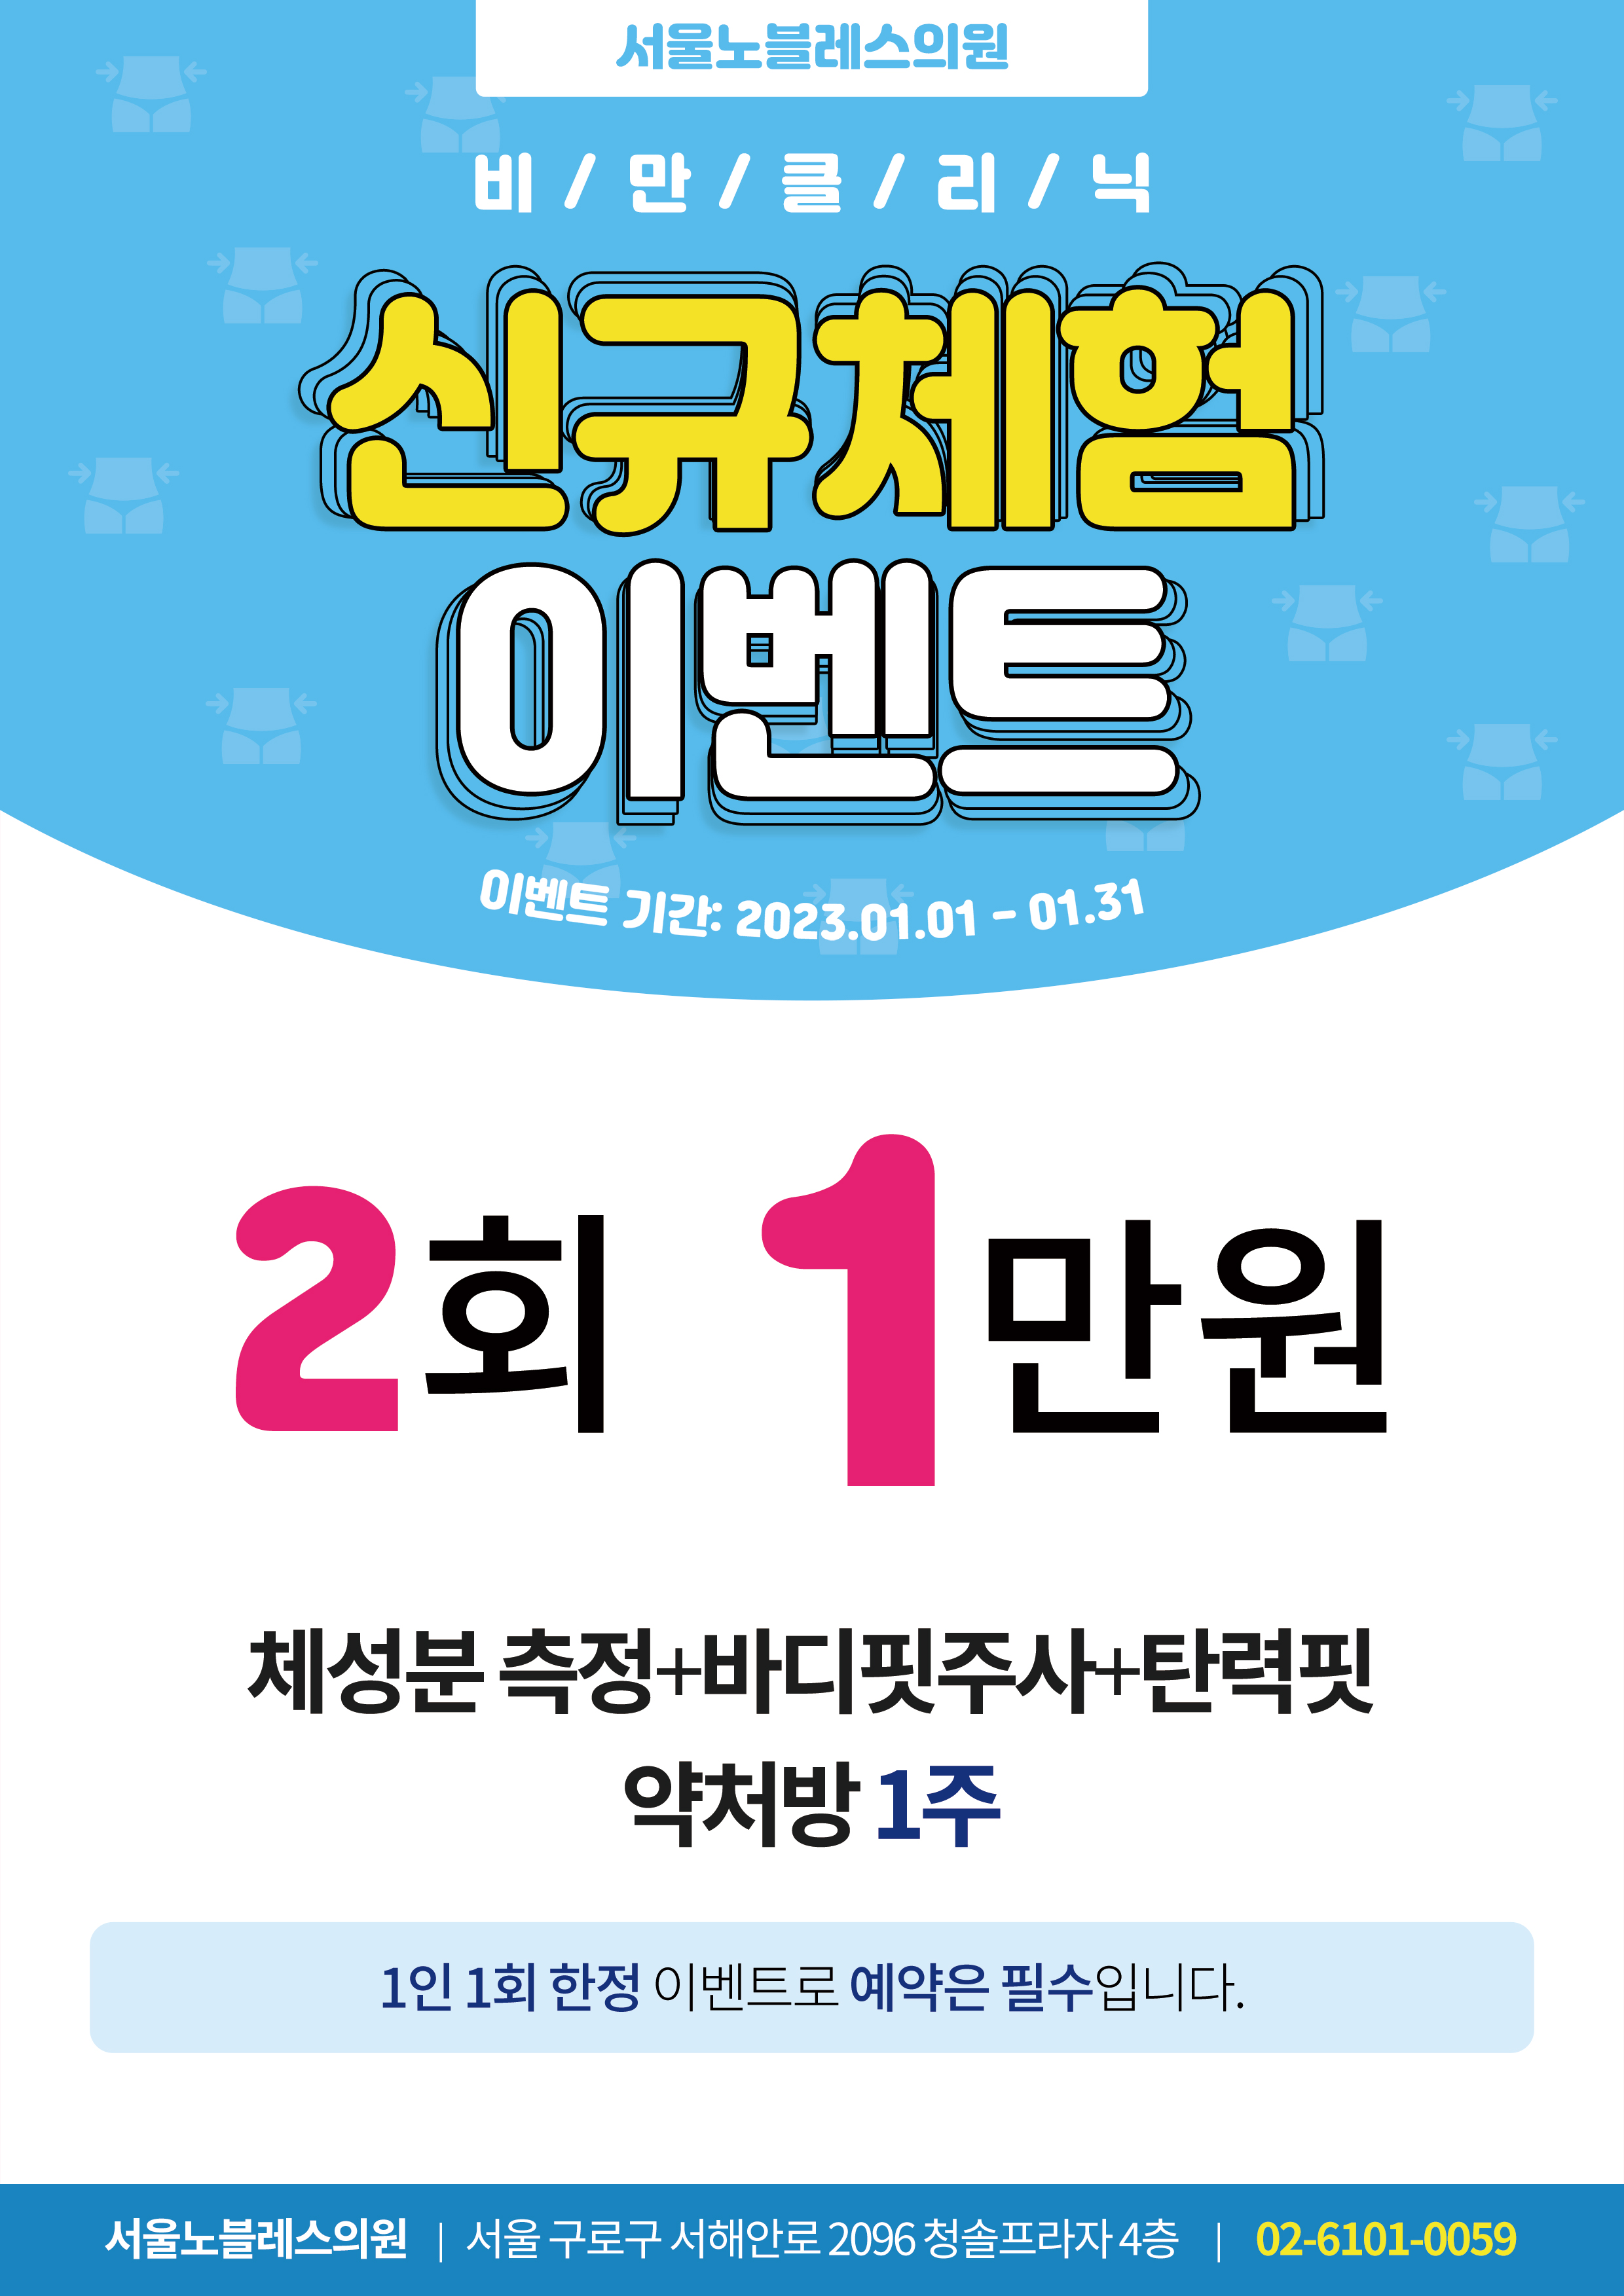 서울노블레스의원
비/만/클/리/닉
신규체험
이벤트
이벤트 기간: 2023.01.01 - 01.31
2회 1만원
체성분 측정+바디핏주사+탄력핏
약처방 1주
1인 1회 한정 이벤트로 예약은 필수입니다.
서울노블레스의원 | 서울 구로구 서해안로 2096 청솔프라자 4층 | 02-6101-0059